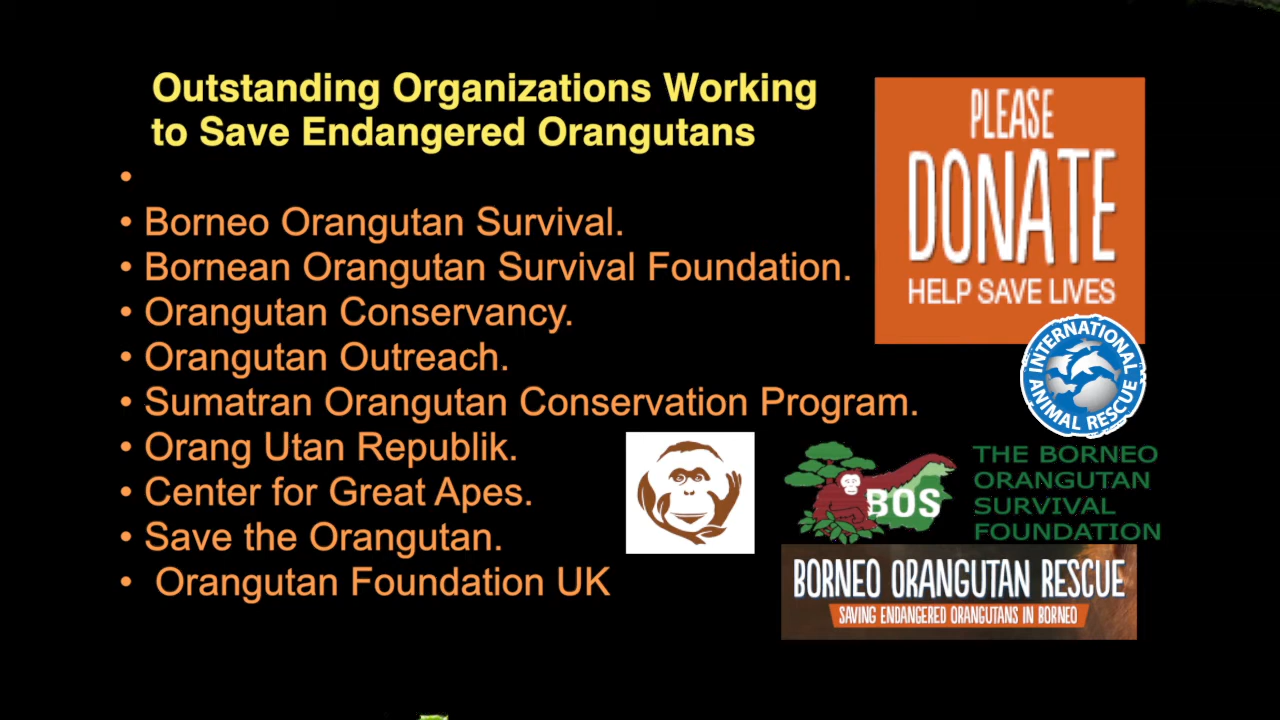 Outstanding Organizations Working
to Save Endangered Orangutans
•
• Borneo Orangutan Survival.
• Bornean Orangutan Survival Foundation.
• Orangutan Conservancy.
• Orangutan Outreach.
• Sumatran Orangutan Conservation Program.
• Orang Utan Republik.
• Center for Great Apes.
• Save the Orangutan.
• Orangutan Foundation UK
PLEASE
DONATE
HELP SAVE LIVES
INTERNATIONAL
ANIMAL RESCUE
BOS
THE BORNEO
ORANGUTAN
SURVIVAL
FOUNDATION
BORNEO ORANGUTAN RESCUE
SAVING ENDANGERED ORANGUTANS IN BORNEO